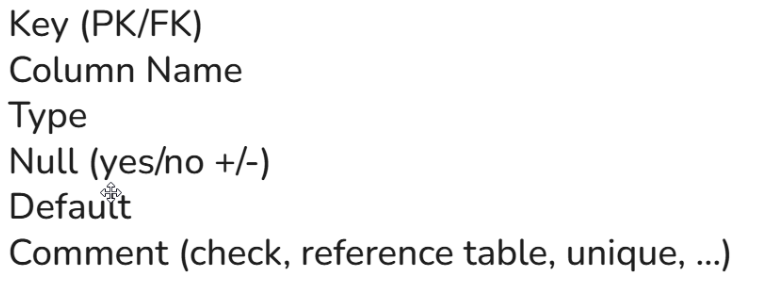 Key (PK/FK)
Column Name
Type
Null (yes/no +/-)
Default
Comment (check, reference table, unique, ...)